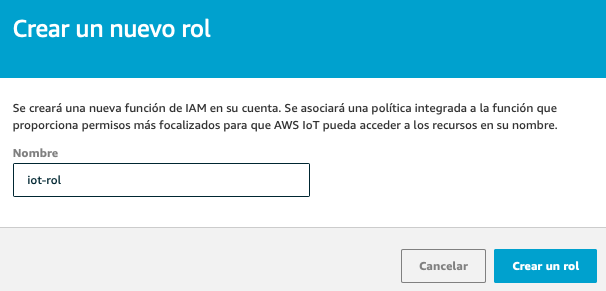 Crear un nuevo rol
Se creará una nueva función de IAM en su cuenta. Se asociará una política integrada a la función que
proporciona permisos más focalizados para que AWS IoT pueda acceder a los recursos en su nombre.
Nombre
iot-rol
Cancelar
Crear un rol